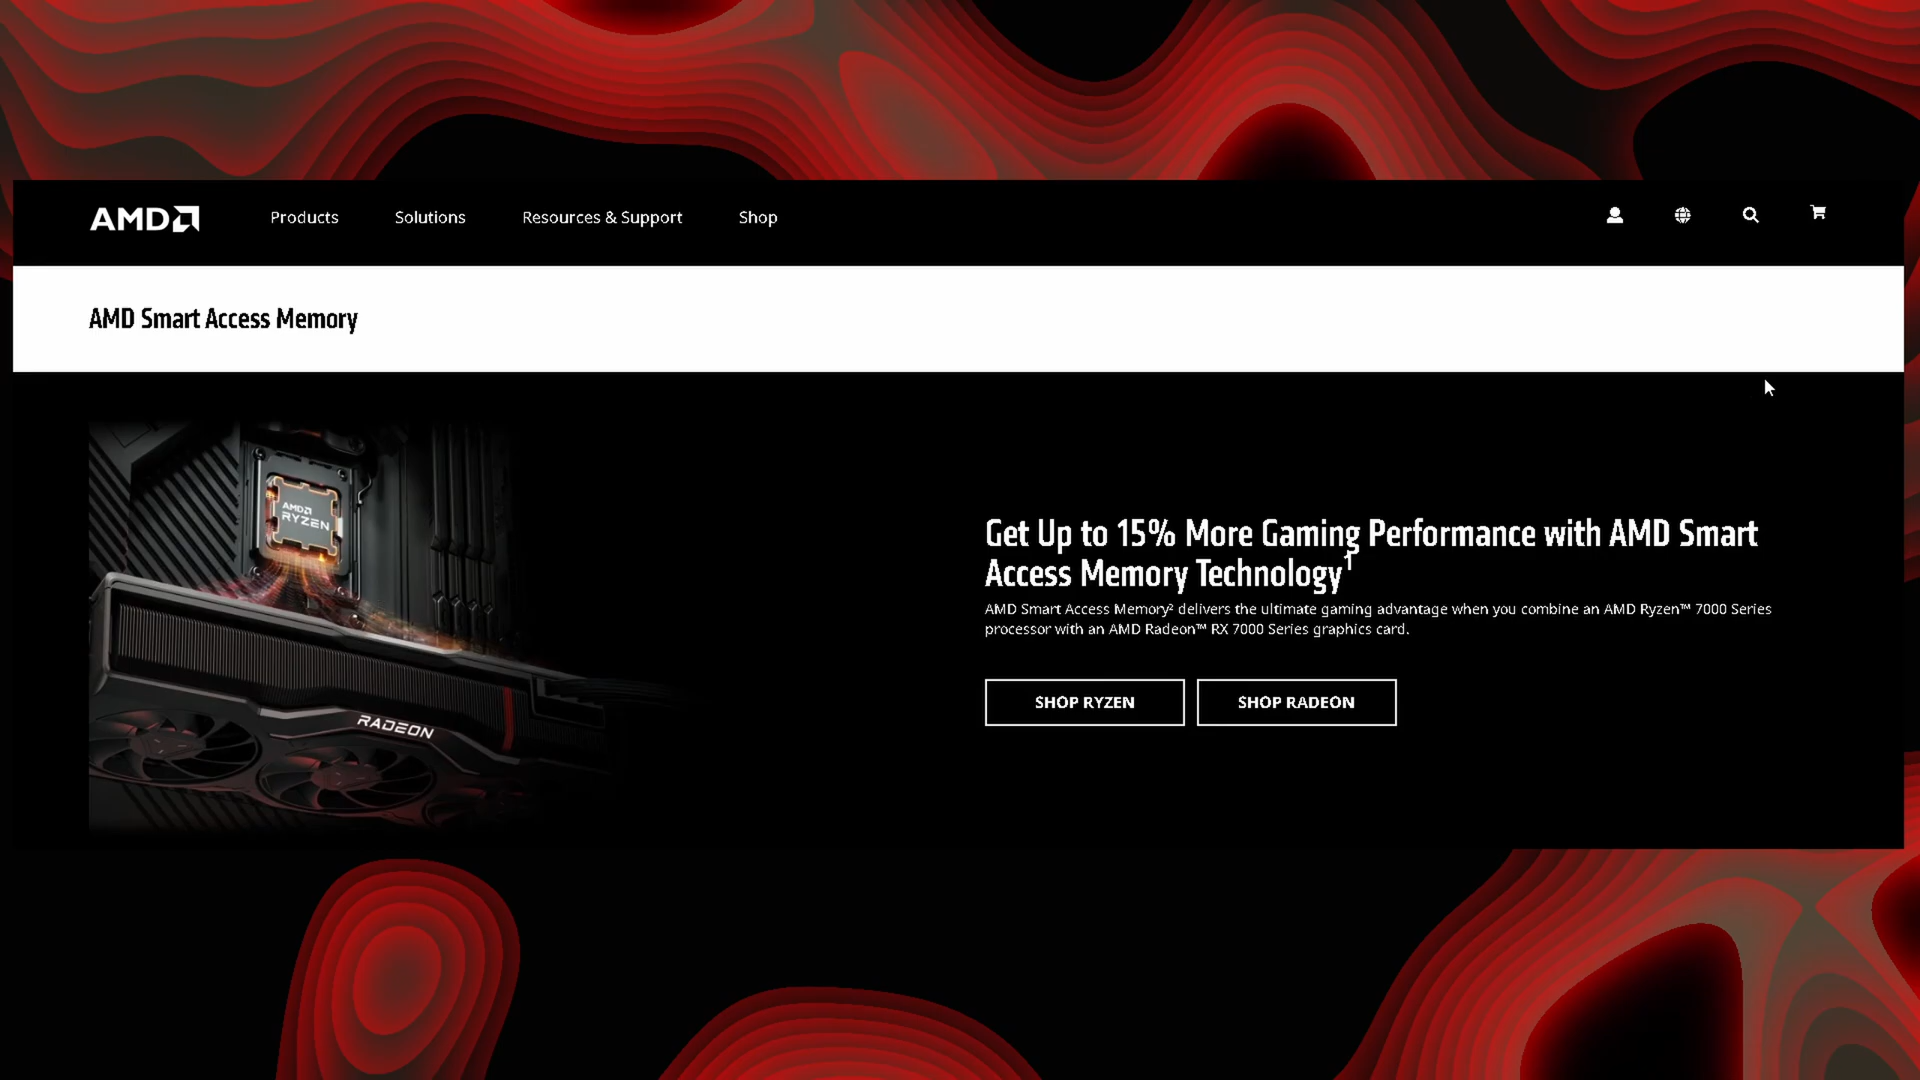 AMD
Products
Solutions
Resources & Support
Shop
AMD Smart Access Memory
AMD
RYZEN
RADEON
Get Up to 15% More Gaming Performance with AMD Smart
Access Memory Technology¹
AMD Smart Access Memory² delivers the ultimate gaming advantage when you combine an AMD Ryzen™ 7000 Series
processor with an AMD Radeon™ RX 7000 Series graphics card.
SHOP RYZEN
SHOP RADEON